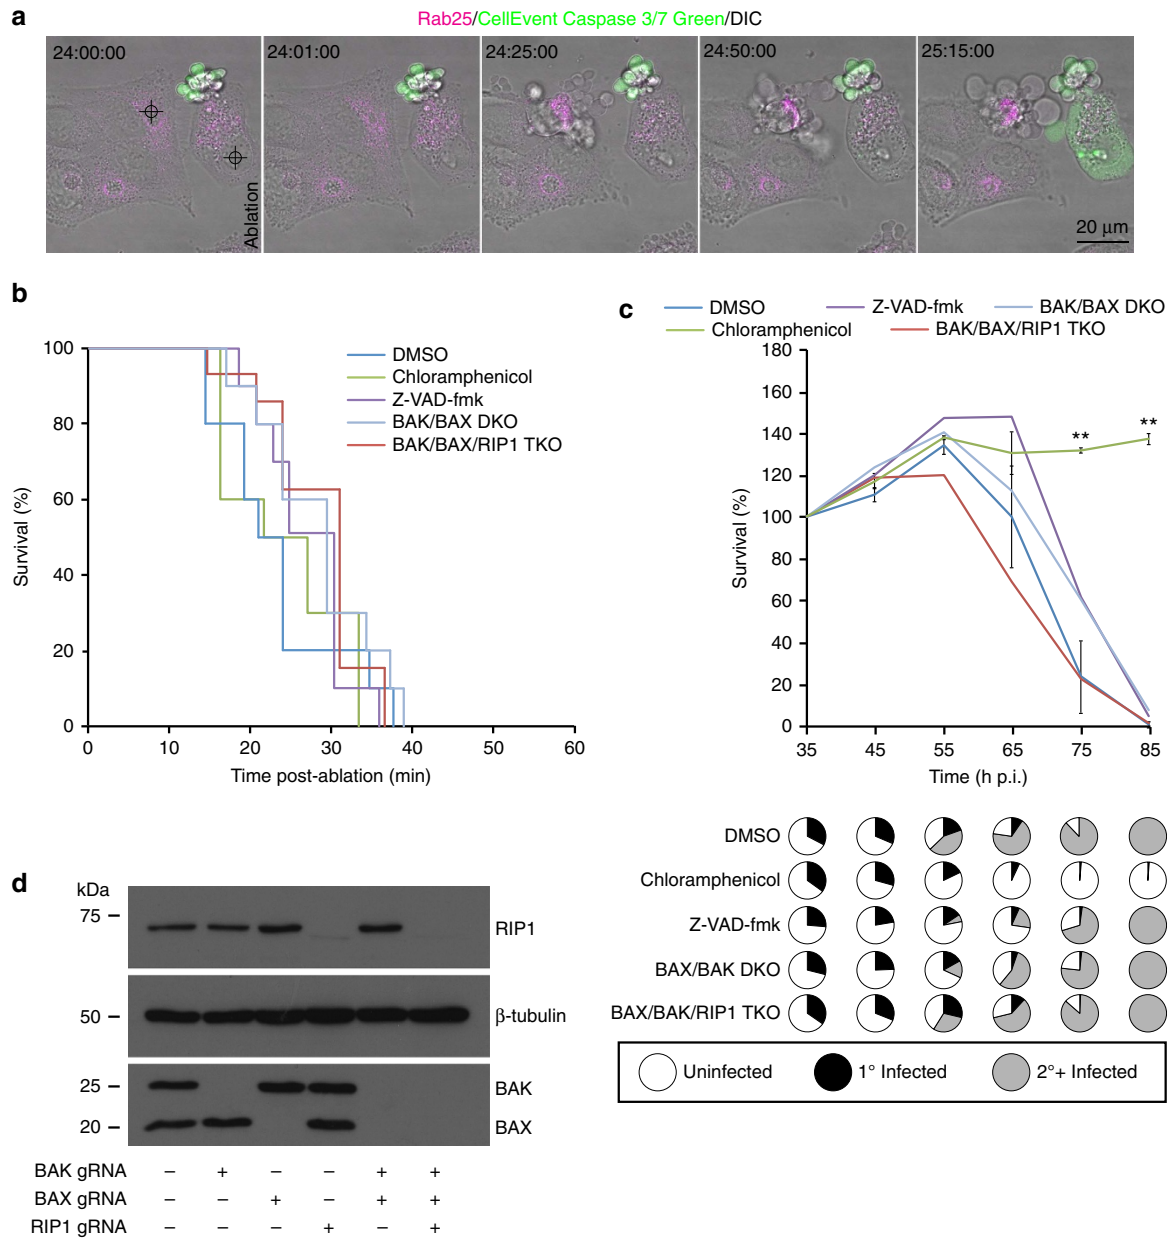 a
Rab25/CellEvent Caspase 3/7 Green/DIC
24:00:00
24:01:00
24:25:00
24:50:00
25:15:00
Ablation
20 μm
b
DMSO
Chloramphenicol
Z-VAD-fmk
BAK/BAX DKO
BAK/BAX/RIP1 TKO
Survival (%)
100
80
60
40
20
0
0 10 20 30 40 50 60
Time post-ablation (min)
c
DMSO Z-VAD-fmk BAK/BAX DKO
Chloramphenicol BAK/BAX/RIP1 TKO
Survival (%)
180
160
140
120
100
80
60
40
20
0
** **
35 45 55 65 75 85
Time (h p.i.)
DMSO
Chloramphenicol
Z-VAD-fmk
BAX/BAK DKO
BAX/BAK/RIP1 TKO
Uninfected 1° Infected 2°+ Infected
d
kDa
75 –
RIP1
50 –
β-tubulin
25 –
BAK
20 –
BAX
BAK gRNA – + – – + +
BAX gRNA – – + – + +
RIP1 gRNA – – – + – +